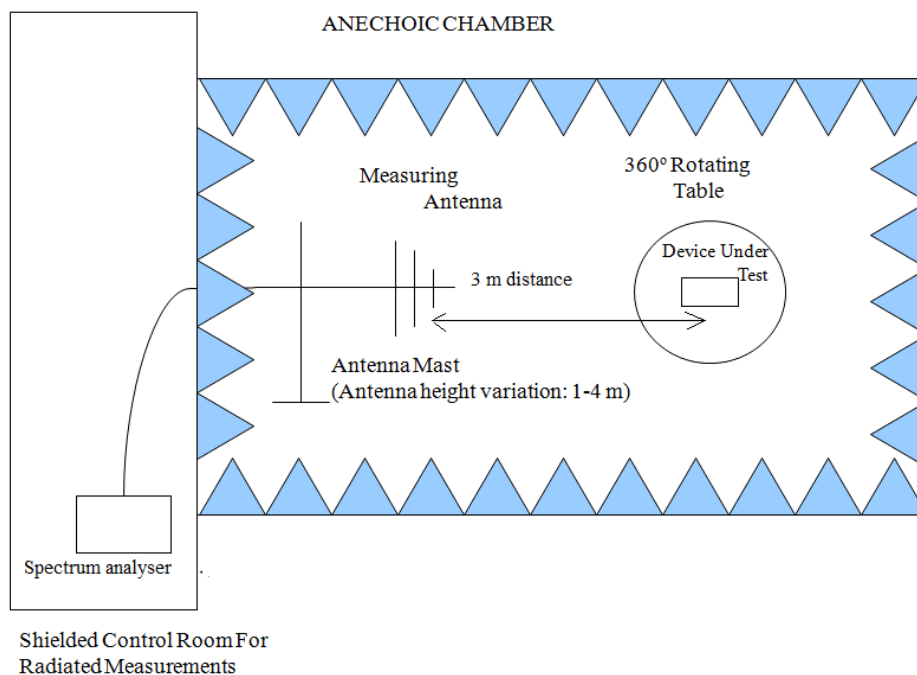 ANECHOIC CHAMBER
Measuring
Antenna
360º Rotating
Table
Device Under
Test
3 m distance
Antenna Mast
(Antenna height variation: 1-4 m)
Spectrum analyser
Shielded Control Room For
Radiated Measurements